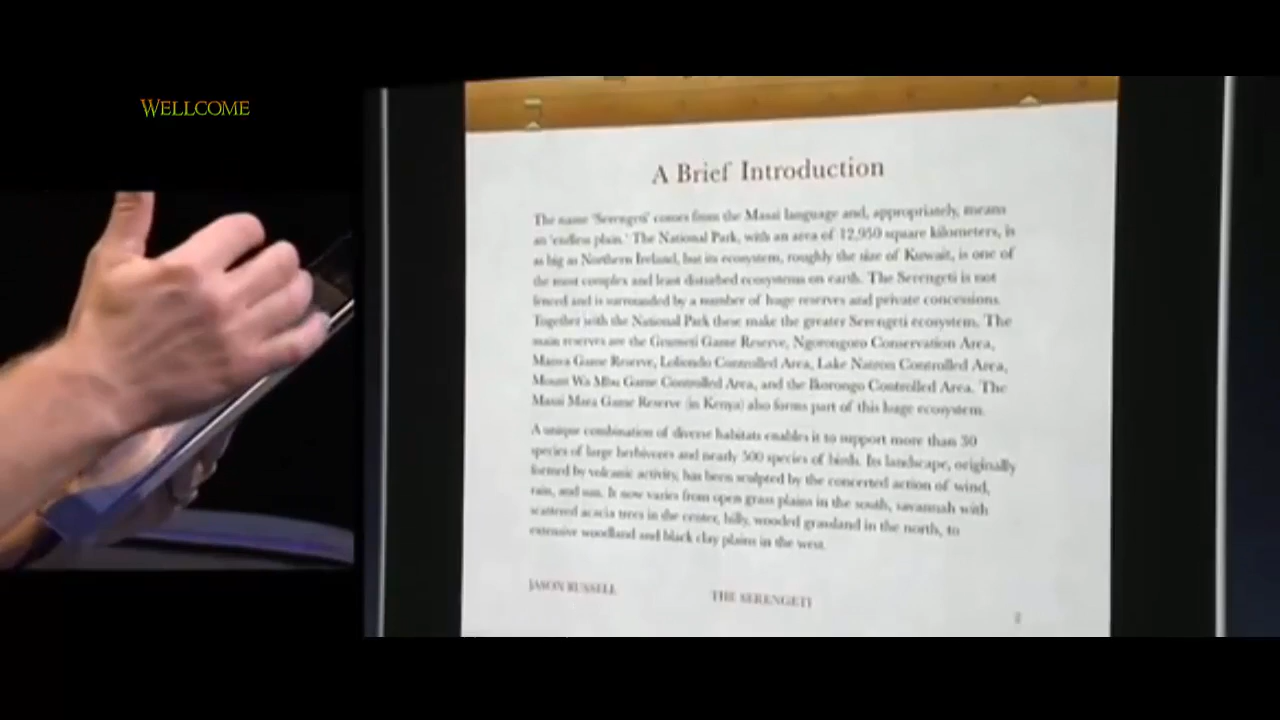 WELLCOME
A Brief Introduction
The name 'Serengeti' comes from the Masai language and, appropriately, means
an 'endless plain.' The National Park, with an area of 12,950 square kilometers, is
as big as Northern Ireland, but its ecosystem, roughly the size of Kuwait, is one of
the most complex and least disturbed ecosystems on earth. The Serengeti is not
fenced and is surrounded by a number of huge reserves and private concessions.
Together with the National Park these make the greater Serengeti ecosystem. The
main reserves are the Grumeti Game Reserve, Ngorongoro Conservation Area,
Maswa Game Reserve, Loliondo Controlled Area, Lake Natron Controlled Area,
Mount Wa Mbu Game Controlled Area, and the Ikorongo Controlled Area. The
Masai Mara Game Reserve (in Kenya) also forms part of this huge ecosystem.
A unique combination of diverse habitats enables it to support more than 30
species of large herbivores and nearly 500 species of birds. Its landscape, originally
formed by volcanic activity, has been sculpted by the concerted action of wind,
rain, and sun. It now varies from open grass plains in the south, savannah with
scattered acacia trees in the center, hilly, wooded grassland in the north, to
extensive woodland and black clay plains in the west.
JASON RUSSELL
THE SERENGETI